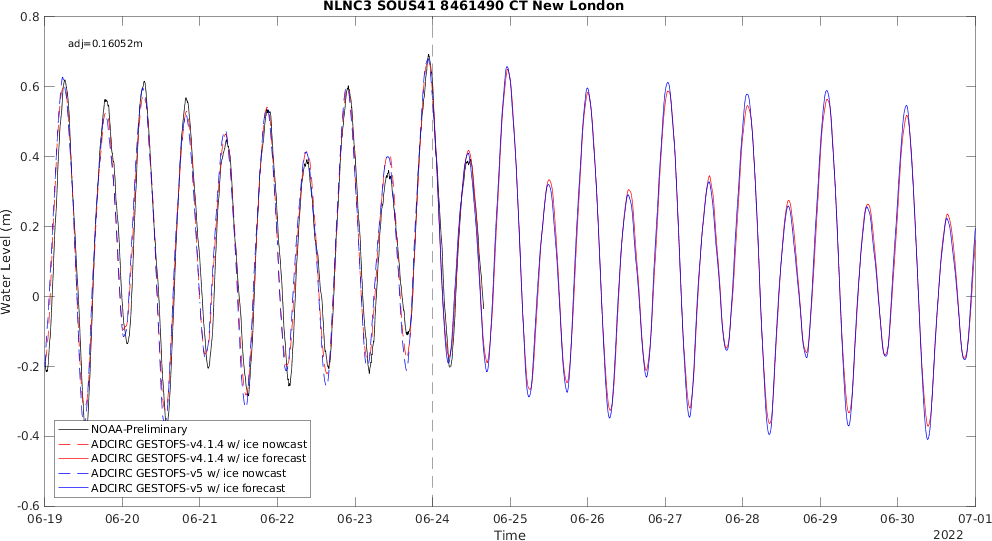 NLNC3 SOUS41 8461490 CT New London
adj=0.16052m
Water Level (m)
0.8
0.6
0.4
0.2
0
-0.2
-0.4
-0.6
NOAA-Preliminary
ADCIRC GESTOFS-v4.1.4 w/ ice nowcast
ADCIRC GESTOFS-v4.1.4 w/ ice forecast
ADCIRC GESTOFS-v5 w/ ice nowcast
ADCIRC GESTOFS-v5 w/ ice forecast
06-19 06-20 06-21 06-22 06-23 06-24 06-25 06-26 06-27 06-28 06-29 06-30 07-01
Time
2022